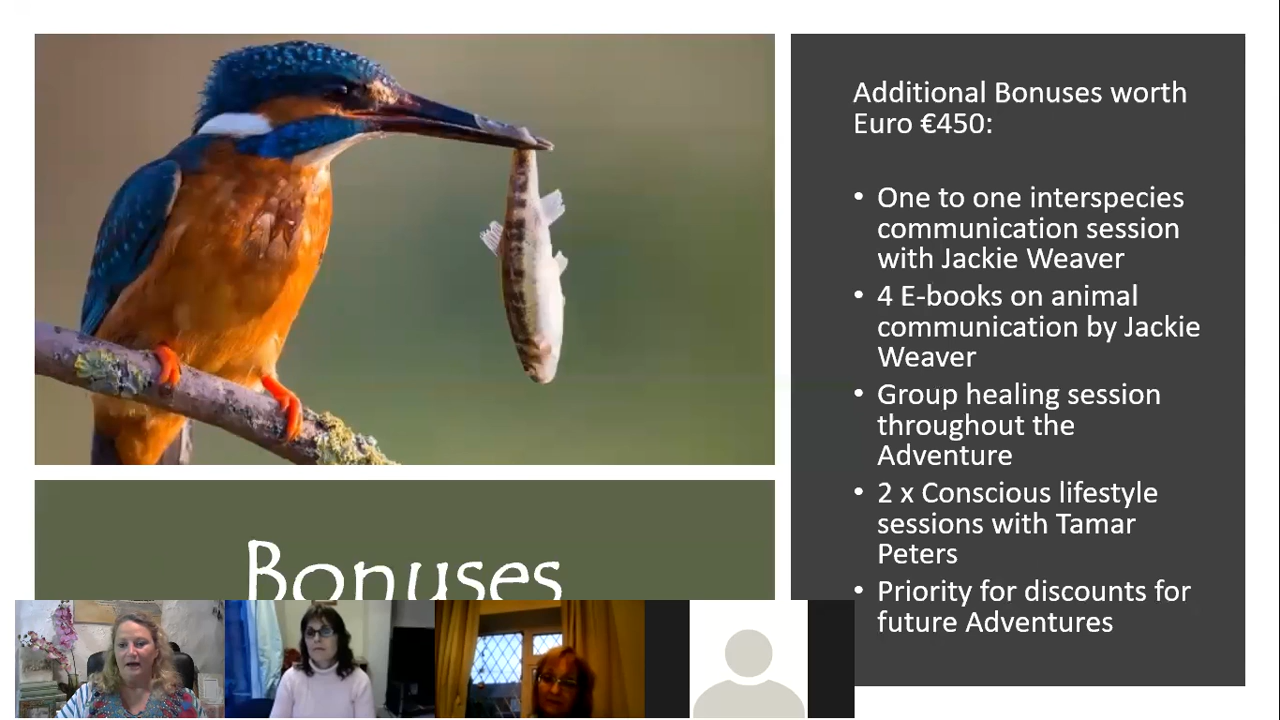 Additional Bonuses worth
Euro €450:
• One to one interspecies
communication session
with Jackie Weaver
• 4 E-books on animal
communication by Jackie
Weaver
• Group healing session
throughout the
Adventure
• 2 x Conscious lifestyle
sessions with Tamar
Peters
• Priority for discounts for
future Adventures
Bonuses